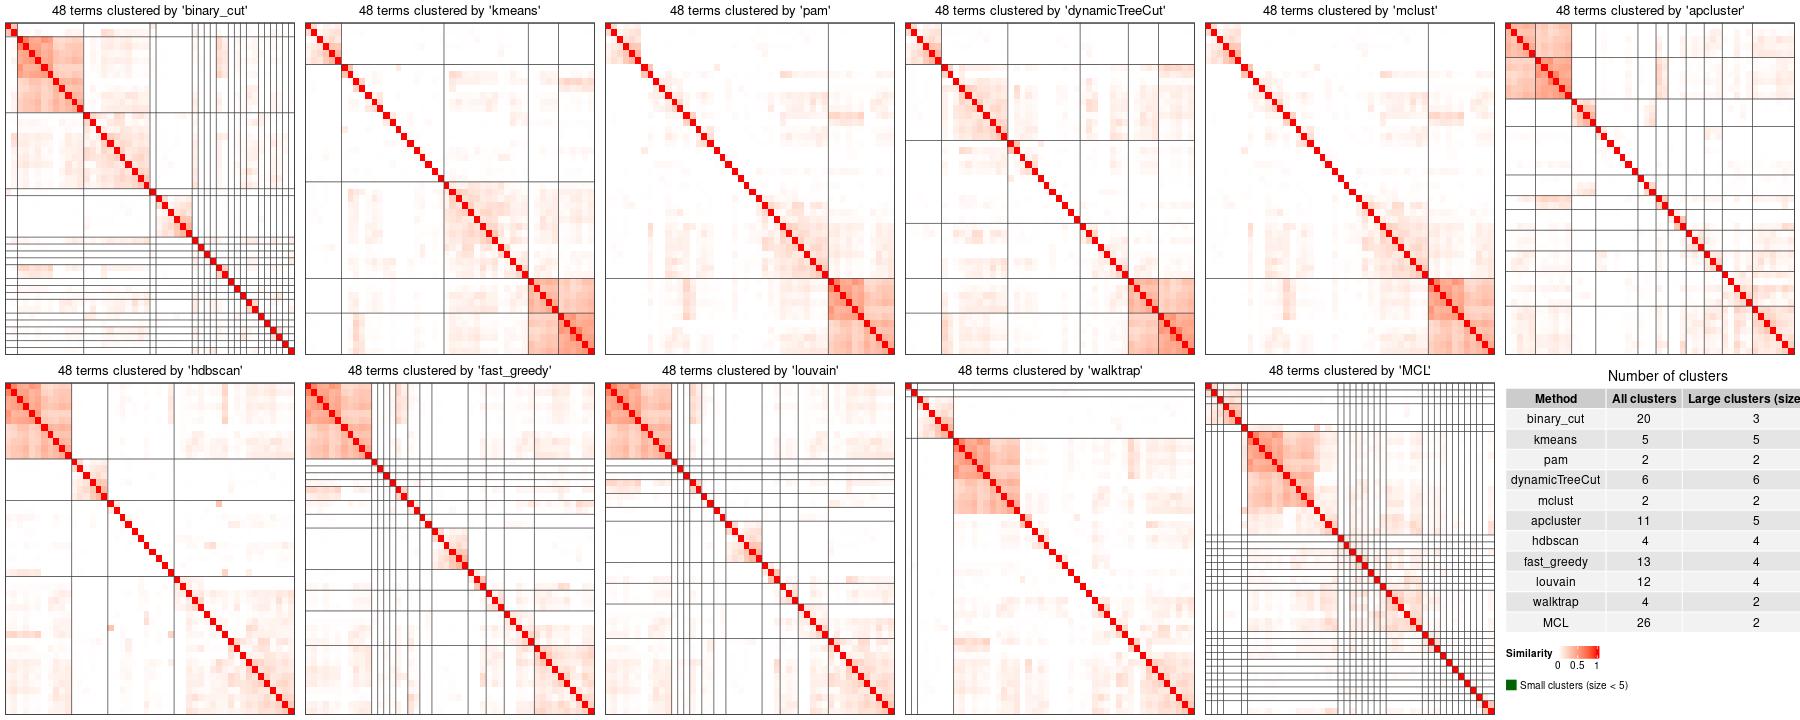 48 terms clustered by 'binary_cut'
48 terms clustered by 'kmeans'
48 terms clustered by 'pam'
48 terms clustered by 'dynamicTreeCut'
48 terms clustered by 'mclust'
48 terms clustered by 'apcluster'
48 terms clustered by 'hdbscan'
48 terms clustered by 'fast_greedy'
48 terms clustered by 'louvain'
48 terms clustered by 'walktrap'
48 terms clustered by 'MCL'
Number of clusters
Method All clusters Large clusters (size
binary_cut 20 3
kmeans 5 5
pam 2 2
dynamicTreeCut 6 6
mclust 2 2
apcluster 11 5
hdbscan 4 4
fast_greedy 13 4
louvain 12 4
walktrap 4 2
MCL 26 2
Similarity
0 0.5 1
Small clusters (size < 5)